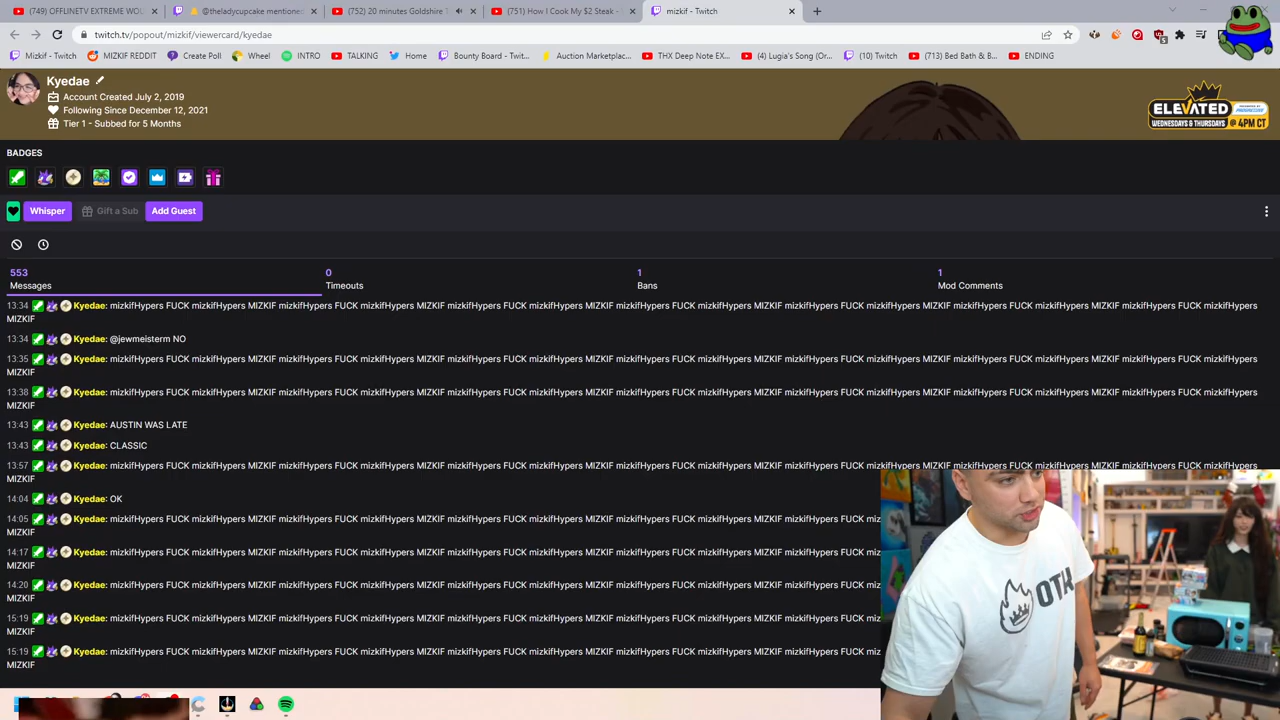 (749) OFFLINETV EXTREME WOU
@theladycupcake mentione
(752) 20 minutes Goldshire T
(751) How I Cook My $2 Steak -
mizkif - Twitch
twitch.tv/popout/mizkif/viewercard/kyedae
Mizkif - Twitch
MIZKIF REDDIT
Create Poll
Wheel
INTRO
TALKING
Home
Bounty Board - Twit...
Auction Marketplac...
THX Deep Note EX...
(4) Lugia's Song (Or...
(10) Twitch
(713) Bed Bath & B...
ENDING
Kyedae
Account Created July 2, 2019
Following Since December 12, 2021
Tier 1 - Subbed for 5 Months
ELEVATED
WEDNESDAYS & THURSDAYS @ 4PM CT
BADGES
Whisper Gift a Sub Add Guest
553 0 1 1
Messages Timeouts Bans Mod Comments
13:34 Kyedae: mizkifHypers FUCK mizkifHypers MIZKIF mizkifHypers FUCK mizkifHypers MIZKIF mizkifHypers FUCK mizkifHypers MIZKIF mizkifHypers FUCK mizkifHypers MIZKIF mizkifHypers FUCK mizkifHypers MIZKIF mizkifHypers FUCK mizkifHypers MIZKIF mizkifHypers FUCK mizkifHypers
MIZKIF
13:34 Kyedae: @jewmeisterm NO
13:35 Kyedae: mizkifHypers FUCK mizkifHypers MIZKIF mizkifHypers FUCK mizkifHypers MIZKIF mizkifHypers FUCK mizkifHypers MIZKIF mizkifHypers FUCK mizkifHypers MIZKIF mizkifHypers FUCK mizkifHypers MIZKIF mizkifHypers FUCK mizkifHypers MIZKIF mizkifHypers FUCK mizkifHypers
MIZKIF
13:38 Kyedae: mizkifHypers FUCK mizkifHypers MIZKIF mizkifHypers FUCK mizkifHypers MIZKIF mizkifHypers FUCK mizkifHypers MIZKIF mizkifHypers FUCK mizkifHypers MIZKIF mizkifHypers FUCK mizkifHypers MIZKIF mizkifHypers FUCK mizkifHypers MIZKIF mizkifHypers FUCK mizkifHypers
MIZKIF
13:43 Kyedae: AUSTIN WAS LATE
13:43 Kyedae: CLASSIC
13:57 Kyedae: mizkifHypers FUCK mizkifHypers MIZKIF mizkifHypers FUCK mizkifHypers MIZKIF mizkifHypers FUCK mizkifHypers MIZKIF mizkifHypers FUCK mizkifHypers MIZKIF mizkifHypers FUCK mizkifHypers MIZKIF mizkifHypers FUCK mizkifHypers MIZKIF mizkifHypers FUCK mizkifHypers
MIZKIF
14:04 Kyedae: OK
14:05 Kyedae: mizkifHypers FUCK mizkifHypers MIZKIF mizkifHypers FUCK mizkifHypers MIZKIF mizkifHypers FUCK mizkifHypers MIZKIF mizkifHypers FUCK mizkifHypers MIZKIF mizkifHypers FUCK miz
MIZKIF
14:17 Kyedae: mizkifHypers FUCK mizkifHypers MIZKIF mizkifHypers FUCK mizkifHypers MIZKIF mizkifHypers FUCK mizkifHypers MIZKIF mizkifHypers FUCK mizkifHypers MIZKIF mizkifHypers FUCK miz
MIZKIF
14:20 Kyedae: mizkifHypers FUCK mizkifHypers MIZKIF mizkifHypers FUCK mizkifHypers MIZKIF mizkifHypers FUCK mizkifHypers MIZKIF mizkifHypers FUCK mizkifHypers MIZKIF mizkifHypers FUCK miz
MIZKIF
15:19 Kyedae: mizkifHypers FUCK mizkifHypers MIZKIF mizkifHypers FUCK mizkifHypers MIZKIF mizkifHypers FUCK mizkifHypers MIZKIF mizkifHypers FUCK mizkifHypers MIZKIF mizkifHypers FUCK miz
MIZKIF
15:19 Kyedae: mizkifHypers FUCK mizkifHypers MIZKIF mizkifHypers FUCK mizkifHypers MIZKIF mizkifHypers FUCK mizkifHypers MIZKIF mizkifHypers FUCK mizkifHypers MIZKIF mizkifHypers FUCK miz
MIZKIF
OTK